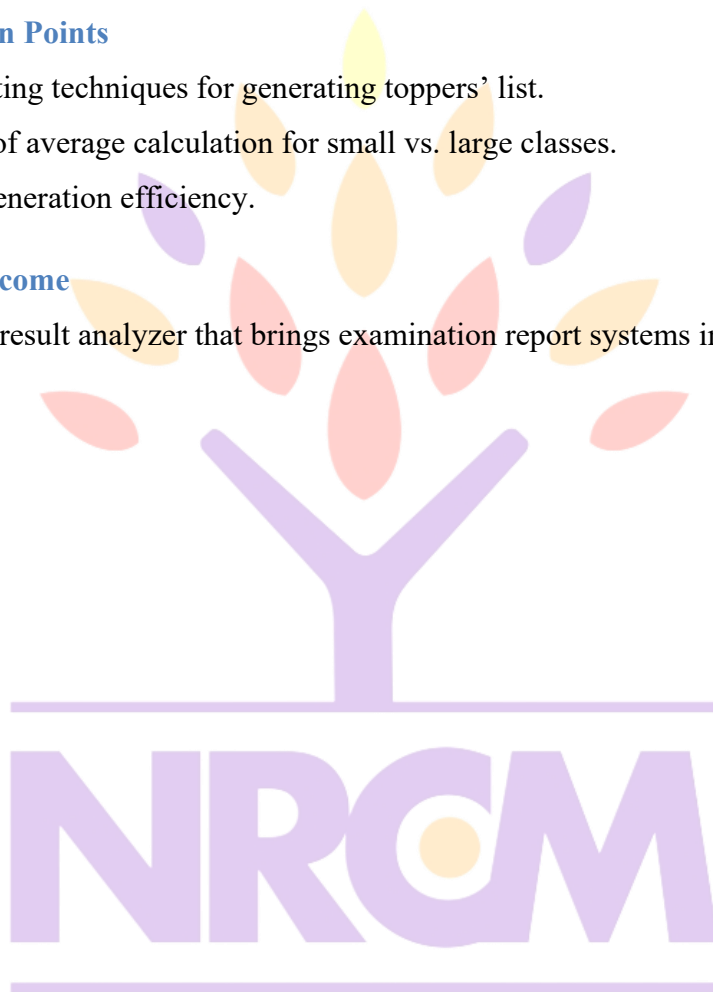 n Points
ting techniques for generating toppers’ list.
of average calculation for small vs. large classes.
eneration efficiency.
come
result analyzer that brings examination report systems in
NRCM